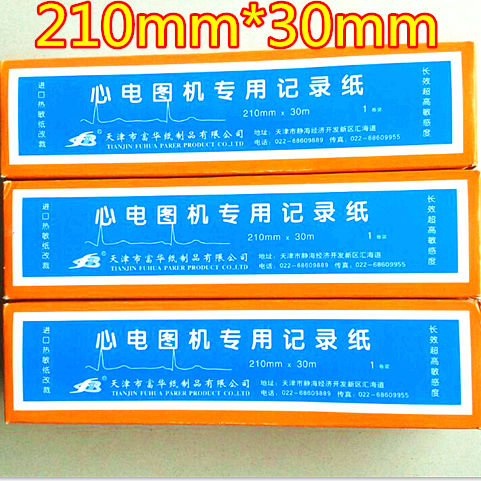 210mm*30mm
进口热敏纸改裁
心电图机专用记录纸
210mm x 30m 1 卷装
天津市富华纸制品有限公司
TIANJIN FUHUA PARER PRODUCT CO.,LTD
地址：天津市静海经济开发新区汇海道
电话：022-68609889 传真：022-68609955
长效超高敏感度
进口热敏纸改裁
心电图机专用记录纸
210mm x 30m 1 卷装
天津市富华纸制品有限公司
TIANJIN FUHUA PARER PRODUCT CO.,LTD
地址：天津市静海经济开发新区汇海道
电话：022-68609889 传真：022-68609955
长效超高敏感度
进口热敏纸改裁
心电图机专用记录纸
210mm x 30m 1 卷装
天津市富华纸制品有限公司
TIANJIN FUHUA PARER PRODUCT CO.,LTD
地址：天津市静海经济开发新区汇海道
电话：022-68609889 传真：022-68609955
长效超高敏感度